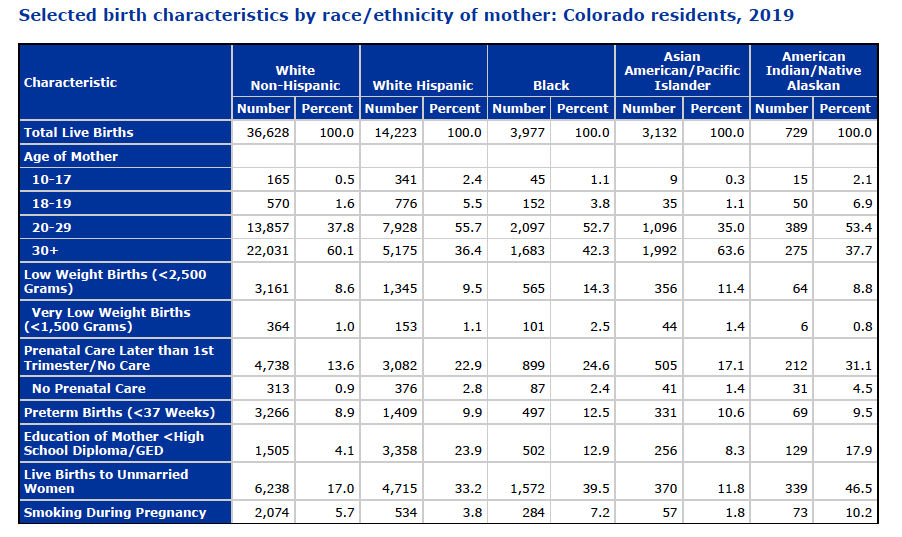 Selected birth characteristics by race/ethnicity of mother: Colorado residents, 2019
Characteristic
White
Non-Hispanic
White Hispanic
Black
Asian
American/Pacific
Islander
American
Indian/Native
Alaskan
Number Percent Number Percent Number Percent Number Percent Number Percent
Total Live Births 36,628 100.0 14,223 100.0 3,977 100.0 3,132 100.0 729 100.0
Age of Mother
10-17 165 0.5 341 2.4 45 1.1 9 0.3 15 2.1
18-19 570 1.6 776 5.5 152 3.8 35 1.1 50 6.9
20-29 13,857 37.8 7,928 55.7 2,097 52.7 1,096 35.0 389 53.4
30+ 22,031 60.1 5,175 36.4 1,683 42.3 1,992 63.6 275 37.7
Low Weight Births (<2,500
Grams) 3,161 8.6 1,345 9.5 565 14.3 356 11.4 64 8.8
Very Low Weight Births
(<1,500 Grams) 364 1.0 153 1.1 101 2.5 44 1.4 6 0.8
Prenatal Care Later than 1st
Trimester/No Care 4,738 13.6 3,082 22.9 899 24.6 505 17.1 212 31.1
No Prenatal Care 313 0.9 376 2.8 87 2.4 41 1.4 31 4.5
Preterm Births (<37 Weeks) 3,266 8.9 1,409 9.9 497 12.5 331 10.6 69 9.5
Education of Mother <High
School Diploma/GED 1,505 4.1 3,358 23.9 502 12.9 256 8.3 129 17.9
Live Births to Unmarried
Women 6,238 17.0 4,715 33.2 1,572 39.5 370 11.8 339 46.5
Smoking During Pregnancy 2,074 5.7 534 3.8 284 7.2 57 1.8 73 10.2